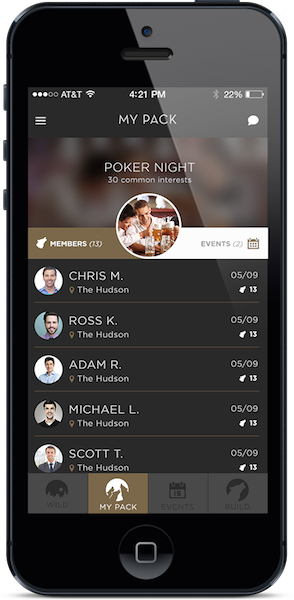 AT&T 4:21 PM 22%
MY PACK
POKER NIGHT
30 common interests
MEMBERS (13) EVENTS (2)
CHRIS M. 05/09
The Hudson 13
ROSS K. 05/09
The Hudson 13
ADAM R. 05/09
The Hudson 13
MICHAEL L. 05/09
The Hudson 13
SCOTT T. 05/09
The Hudson 13
WILD MY PACK EVENTS BUILD